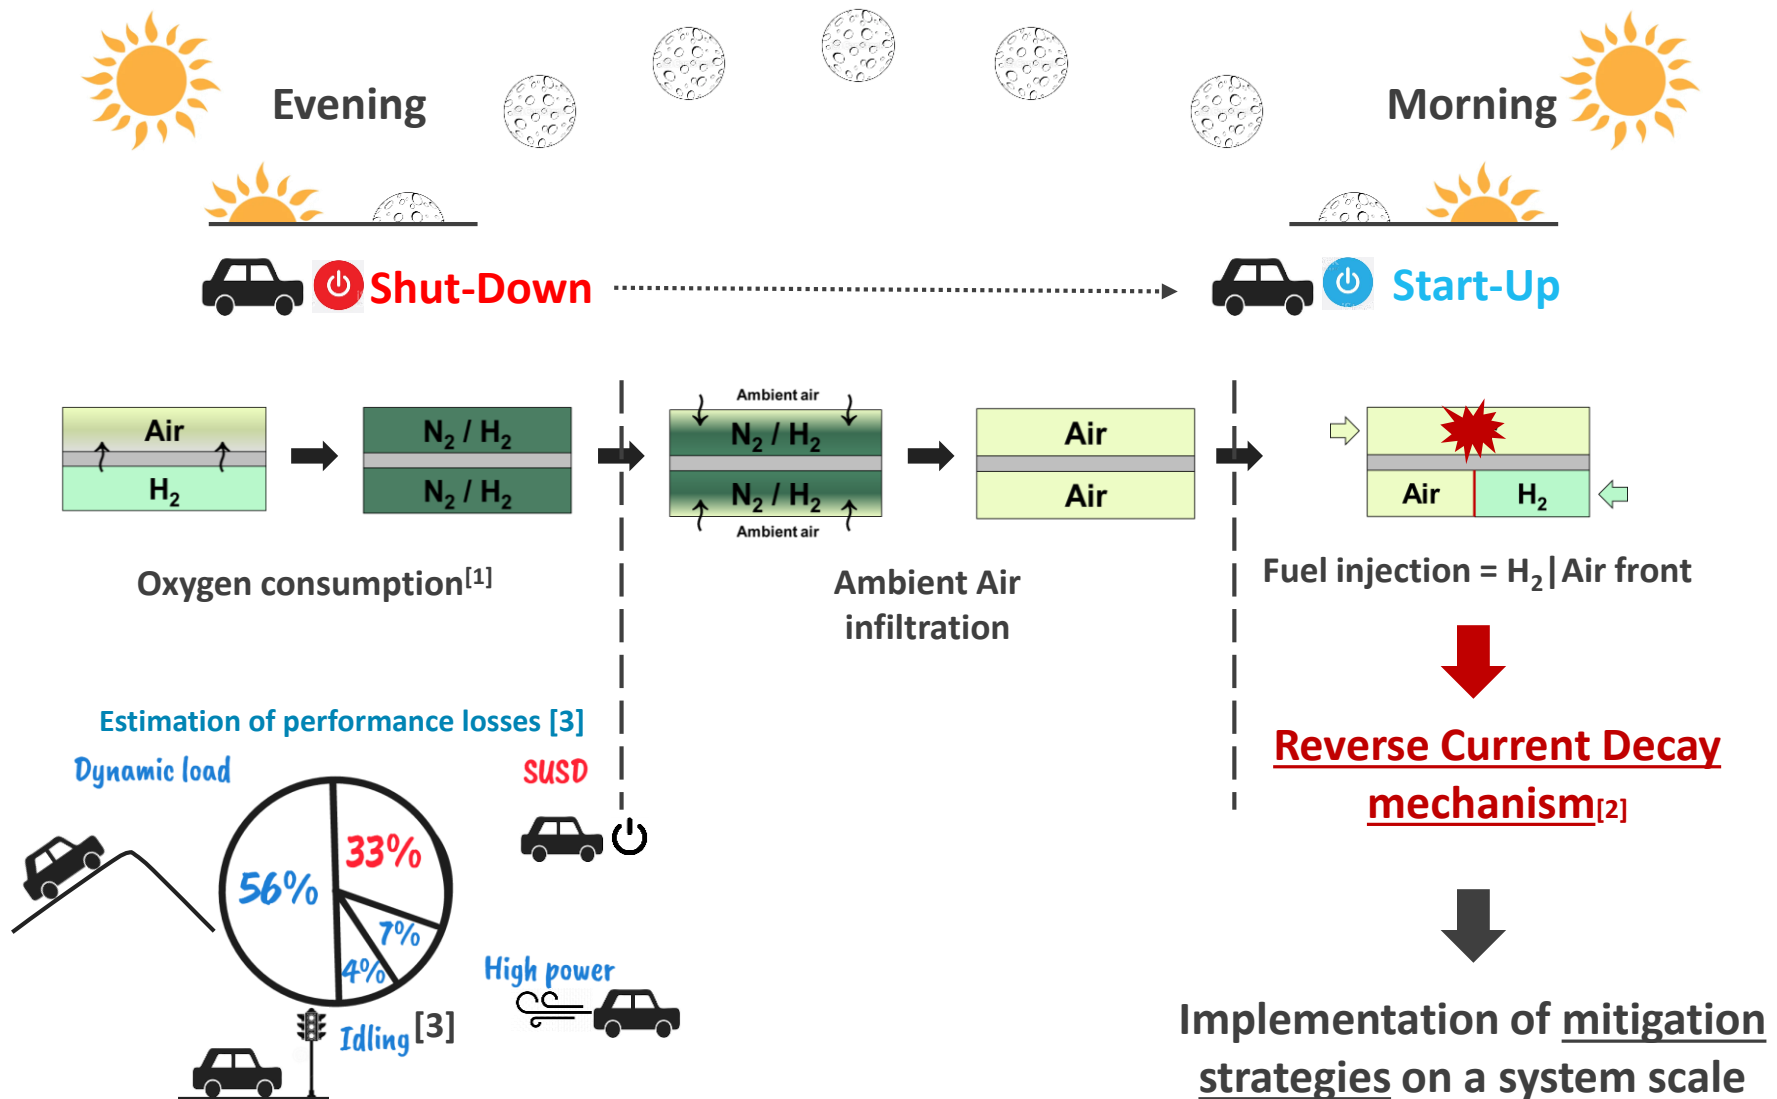 Evening
Morning
Shut-Down
Start-Up
Air
H₂
N₂ / H₂
N₂ / H₂
Ambient air
N₂ / H₂
N₂ / H₂
Ambient air
Air
Air
Air
H₂
Oxygen consumption[1]
Ambient Air
infiltration
Fuel injection = H₂|Air front
Reverse Current Decay
mechanism[2]
Implementation of mitigation
strategies on a system scale
Estimation of performance losses [3]
Dynamic load
SUSD
33%
56%
7%
4%
High power
Idling[3]